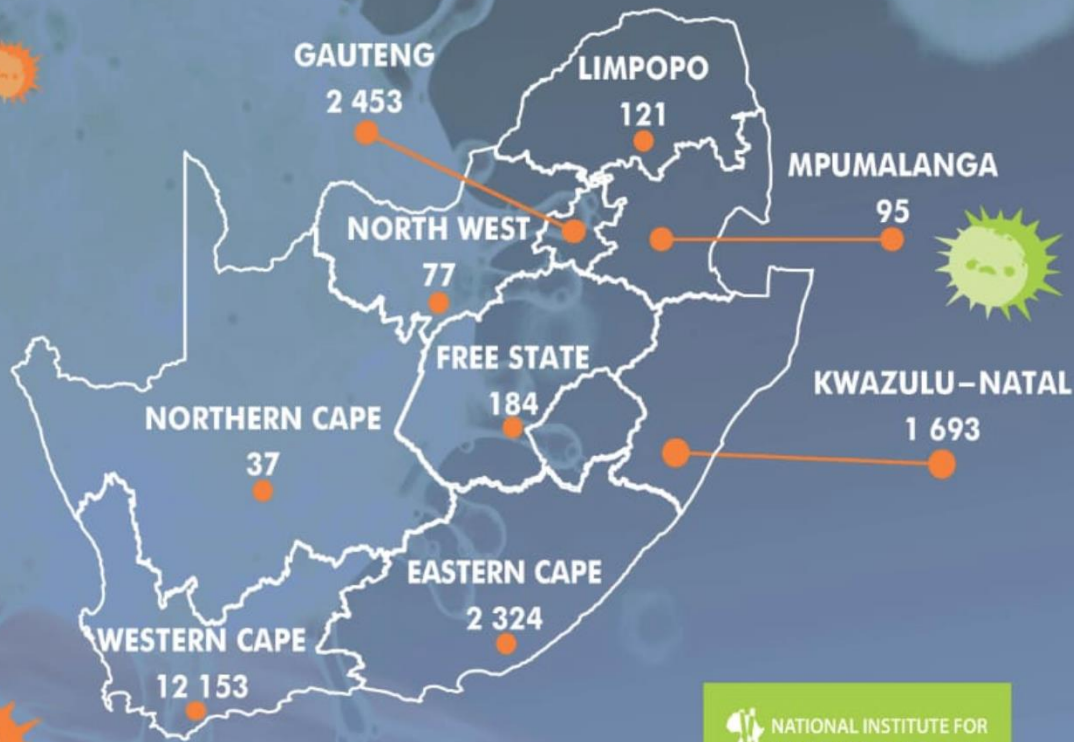 GAUTENG
2 453
LIMPOPO
121
MPUMALANGA
95
NORTH WEST
77
FREE STATE
184
KWAZULU–NATAL
1 693
NORTHERN CAPE
37
EASTERN CAPE
2 324
WESTERN CAPE
12 153
NATIONAL INSTITUTE FOR